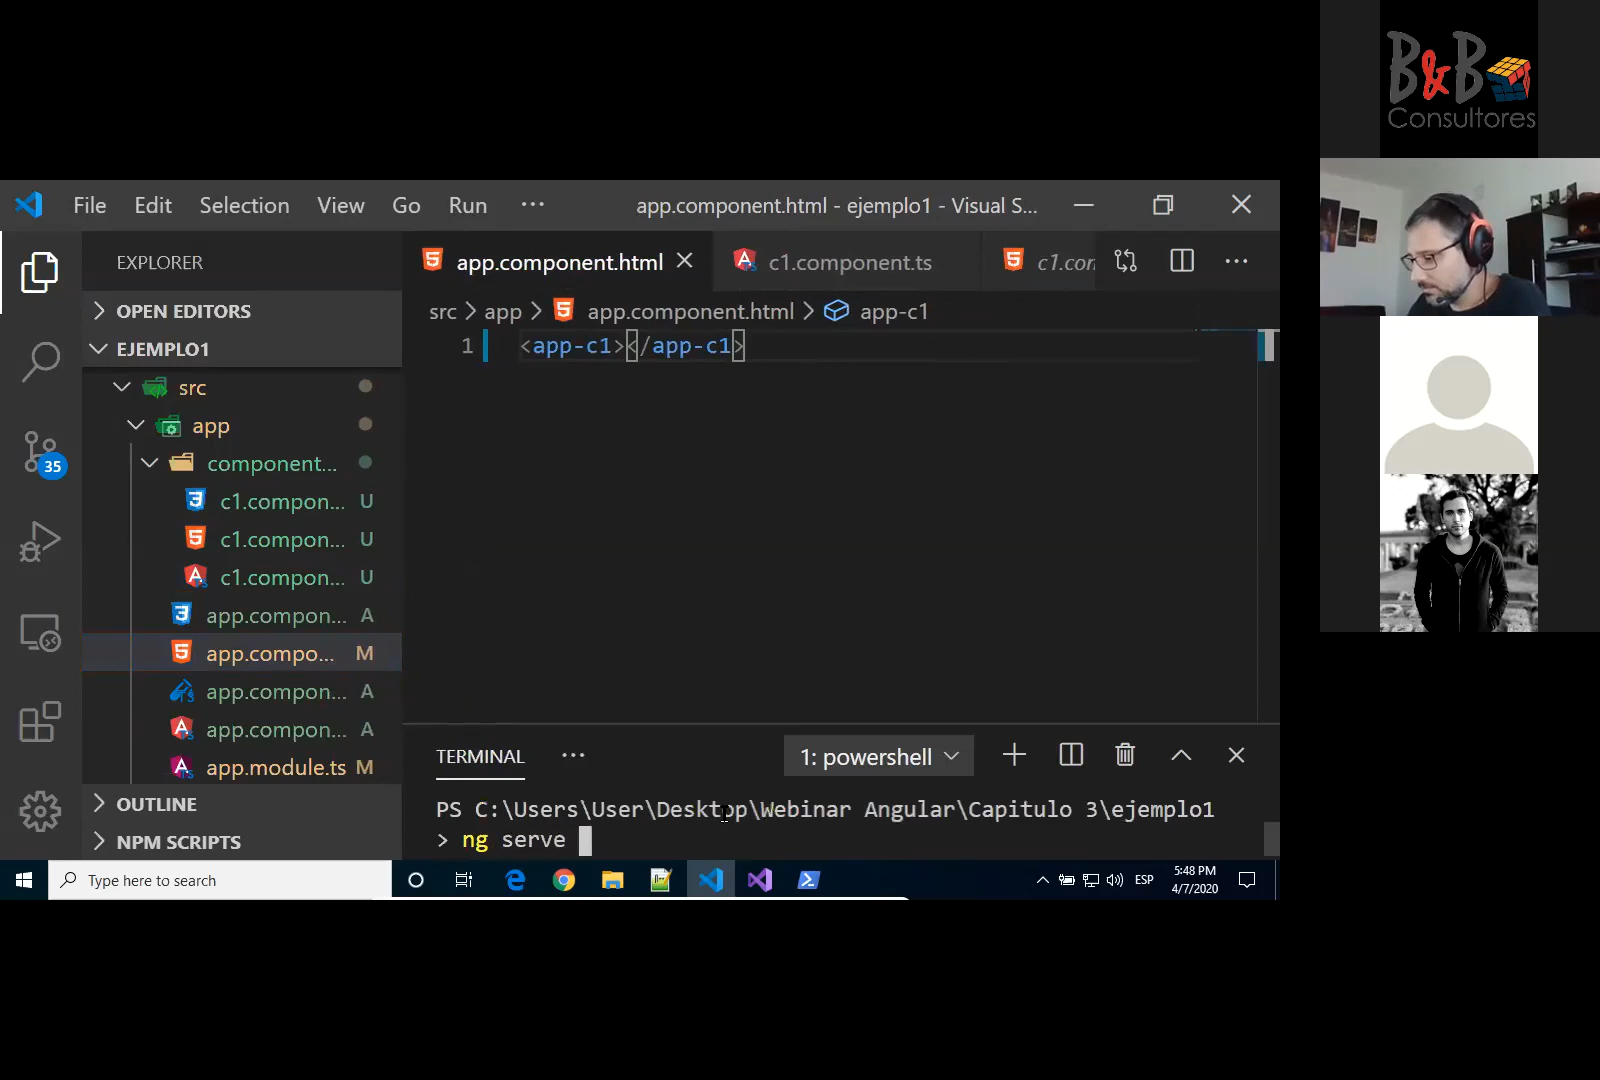 B&B
Consultores
File Edit Selection View Go Run ··· app.component.html - ejemplo1 - Visual S...
EXPLORER
app.component.html
c1.component.ts
c1.con
OPEN EDITORS
src > app > app.component.html > app-c1
EJEMPLO1
1 <app-c1></app-c1>
src
app
component...
35
c1.compon... U
c1.compon... U
c1.compon... U
app.compon... A
app.compo... M
app.compon... A
app.compon... A
app.module.ts M
TERMINAL ··· 1: powershell
OUTLINE
NPM SCRIPTS
PS C:\Users\User\Desktop\Webinar Angular\Capitulo 3\ejemplo1
> ng serve
Type here to search
ESP
5:48 PM
4/7/2020